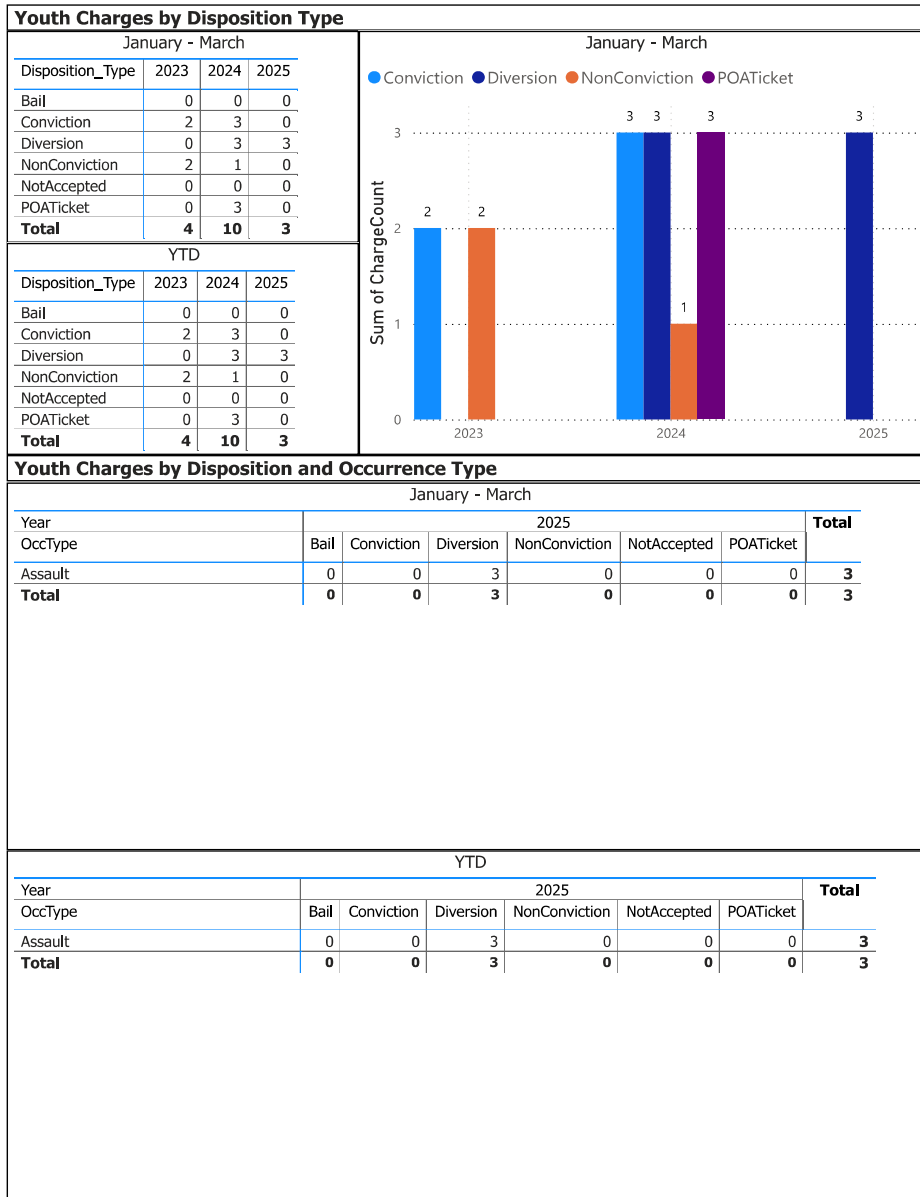 Youth Charges by Disposition Type
January - March
Disposition_Type 2023 2024 2025
Bail 0 0 0
Conviction 2 3 0
Diversion 0 3 3
NonConviction 2 1 0
NotAccepted 0 0 0
POATicket 0 3 0
Total 4 10 3
YTD
Disposition_Type 2023 2024 2025
Bail 0 0 0
Conviction 2 3 0
Diversion 0 3 3
NonConviction 2 1 0
NotAccepted 0 0 0
POATicket 0 3 0
Total 4 10 3
January - March
Conviction Diversion NonConviction POATicket
Sum of ChargeCount
3 3 3 3
3
2 2
2
1
1
0
2023 2024 2025
Youth Charges by Disposition and Occurrence Type
January - March
Year 2025 Total
OccType Bail Conviction Diversion NonConviction NotAccepted POATicket
Assault 0 0 3 0 0 0 3
Total 0 0 3 0 0 0 3
YTD
Year 2025 Total
OccType Bail Conviction Diversion NonConviction NotAccepted POATicket
Assault 0 0 3 0 0 0 3
Total 0 0 3 0 0 0 3